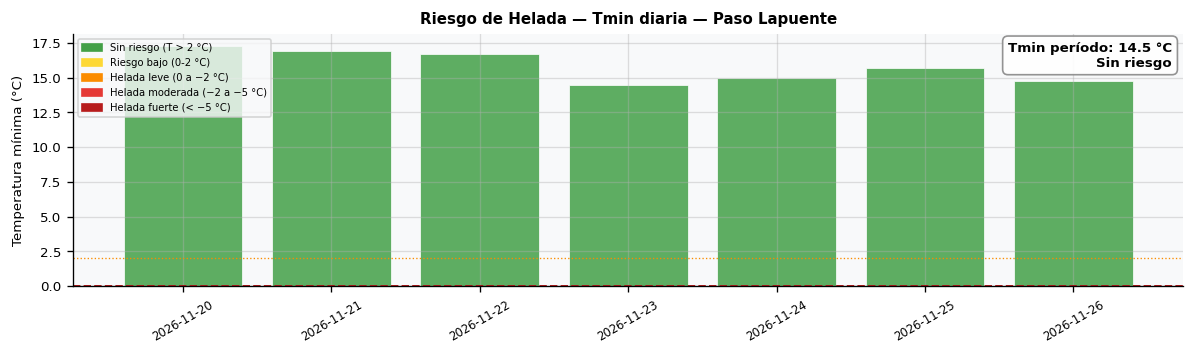 Riesgo de Helada — Tmin diaria — Paso Lapuente
Temperatura mínima (°C)
17.5
15.0
12.5
10.0
7.5
5.0
2.5
0.0
Sin riesgo (T > 2 °C)
Riesgo bajo (0-2 °C)
Helada leve (0 a −2 °C)
Helada moderada (−2 a −5 °C)
Helada fuerte (< −5 °C)
Tmin período: 14.5 °C
Sin riesgo
2026-11-20
2026-11-21
2026-11-22
2026-11-23
2026-11-24
2026-11-25
2026-11-26